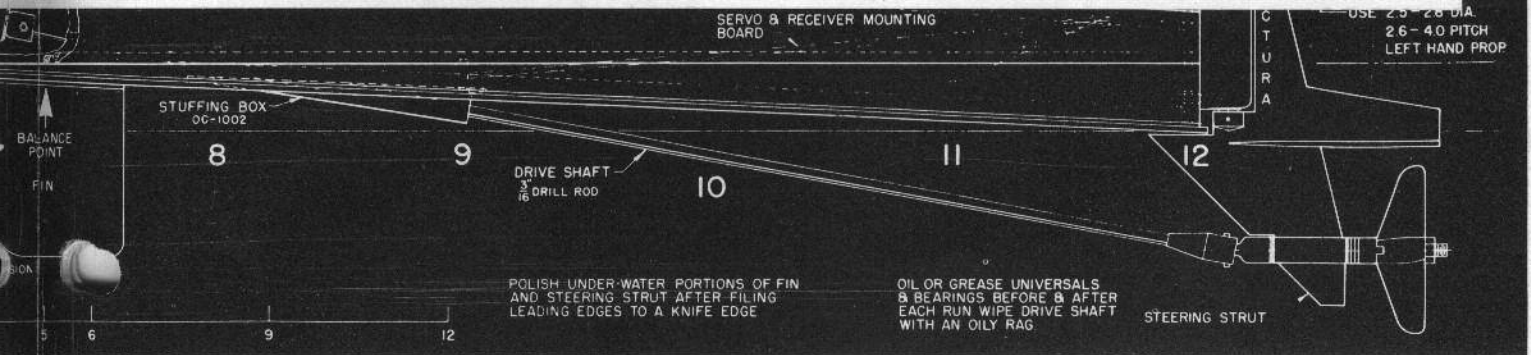 SERVO & RECEIVER MOUNTING
BOARD
CTURA
USE 2.5-2.8 DIA.
2.6-4.0 PITCH
LEFT HAND PROP
STUFFING BOX
OG-1002
BALANCE
POINT
FIN
8
9
10
11
12
DRIVE SHAFT
3/16" DRILL ROD
POLISH UNDER-WATER PORTIONS OF FIN
AND STEERING STRUT AFTER FILING
LEADING EDGES TO A KNIFE EDGE
OIL OR GREASE UNIVERSALS
& BEARINGS BEFORE & AFTER
EACH RUN WIPE DRIVE SHAFT
WITH AN OILY RAG
STEERING STRUT
SION
5
6
9
12